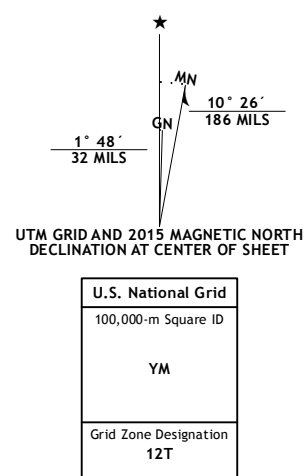 ★
MN
GN
1° 48´
32 MILS
10° 26´
186 MILS
UTM GRID AND 2015 MAGNETIC NORTH
DECLINATION AT CENTER OF SHEET
U.S. National Grid
100,000-m Square ID
YM
Grid Zone Designation
12T